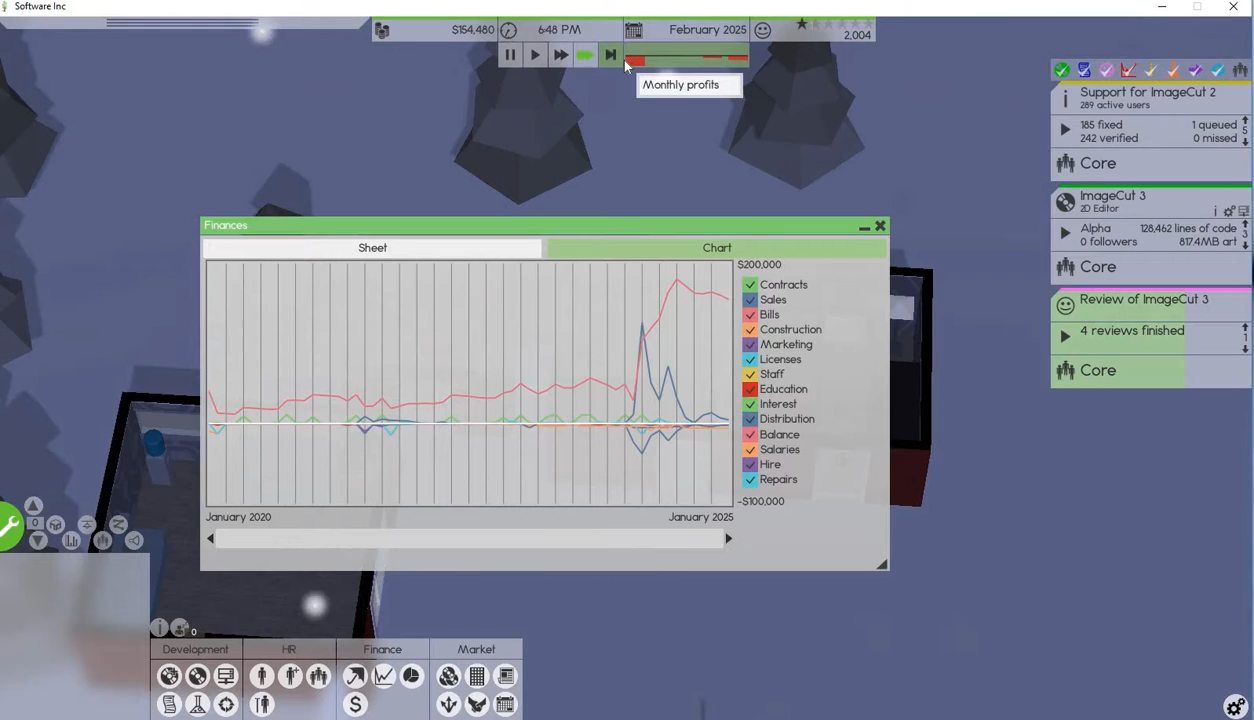 Software Inc
$154,480
6:48 PM
February 2025
2,004
Monthly profits
Support for ImageCut 2
289 active users
185 fixed
1 queued
242 verified
0 missed
5
Core
ImageCut 3
2D Editor
Alpha
128,462 lines of code
0 followers
817.4MB art
3
Core
Review of ImageCut 3
4 reviews finished
1
Core
Finances
Sheet
Chart
$200,000
Contracts
Sales
Bills
Construction
Marketing
Licenses
Staff
Education
Interest
Distribution
Balance
Salaries
Hire
Repairs
-$100,000
January 2020
January 2025
0
0
Development
HR
Finance
Market